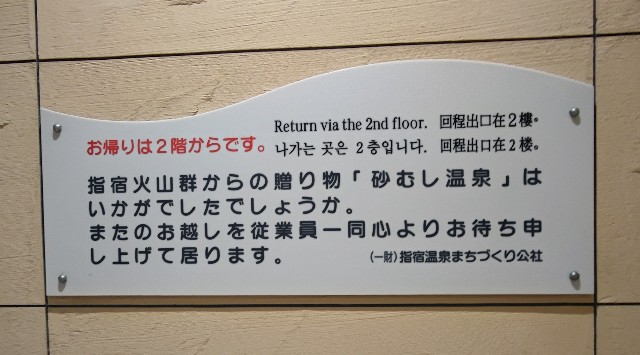 お帰りは2階からです。
Return via the 2nd floor. 回程出口在2樓。
나가는 곳은 2층입니다. 回程出口在2楼。
指宿火山群からの贈り物「砂むし温泉」は
いかがでしたでしょうか。
またのお越しを従業員一同心よりお待ち申
し上げて居ります。
(一財)指宿温泉まちづくり公社